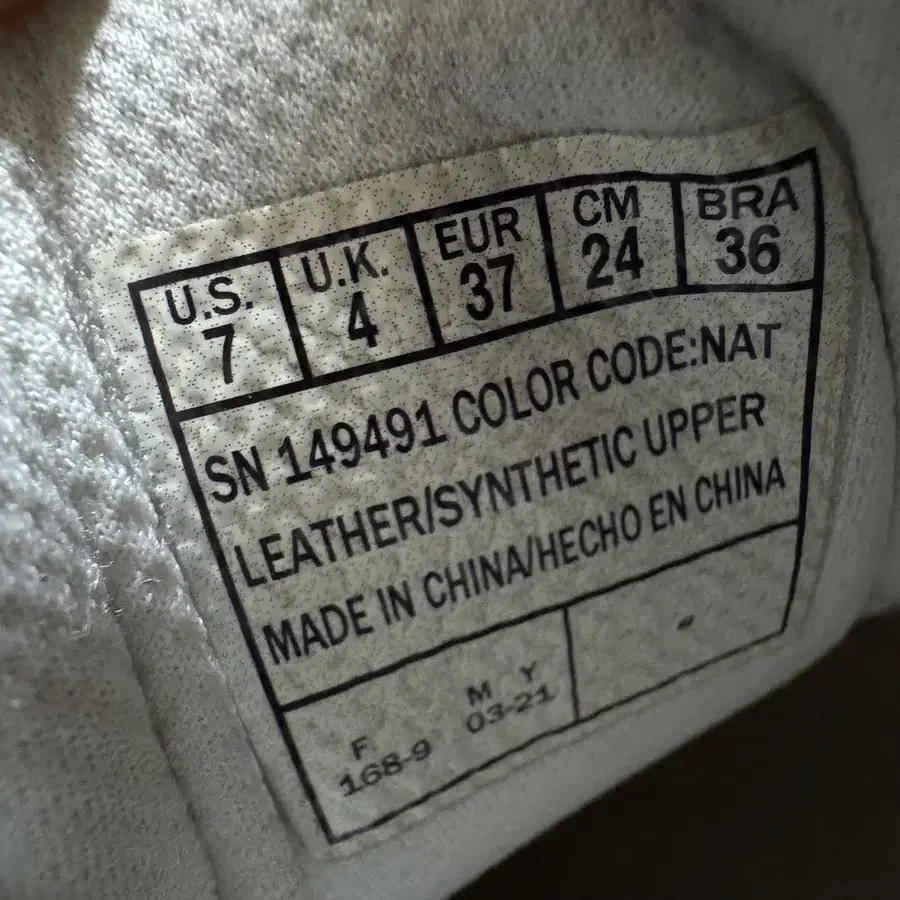 U.S. U.K. EUR CM BRA
7 4 37 24 36
SN 149491 COLOR CODE:NAT
LEATHER/SYNTHETIC UPPER
MADE IN CHINA/HECHO EN CHINA
F M Y
168-9 03-21
-